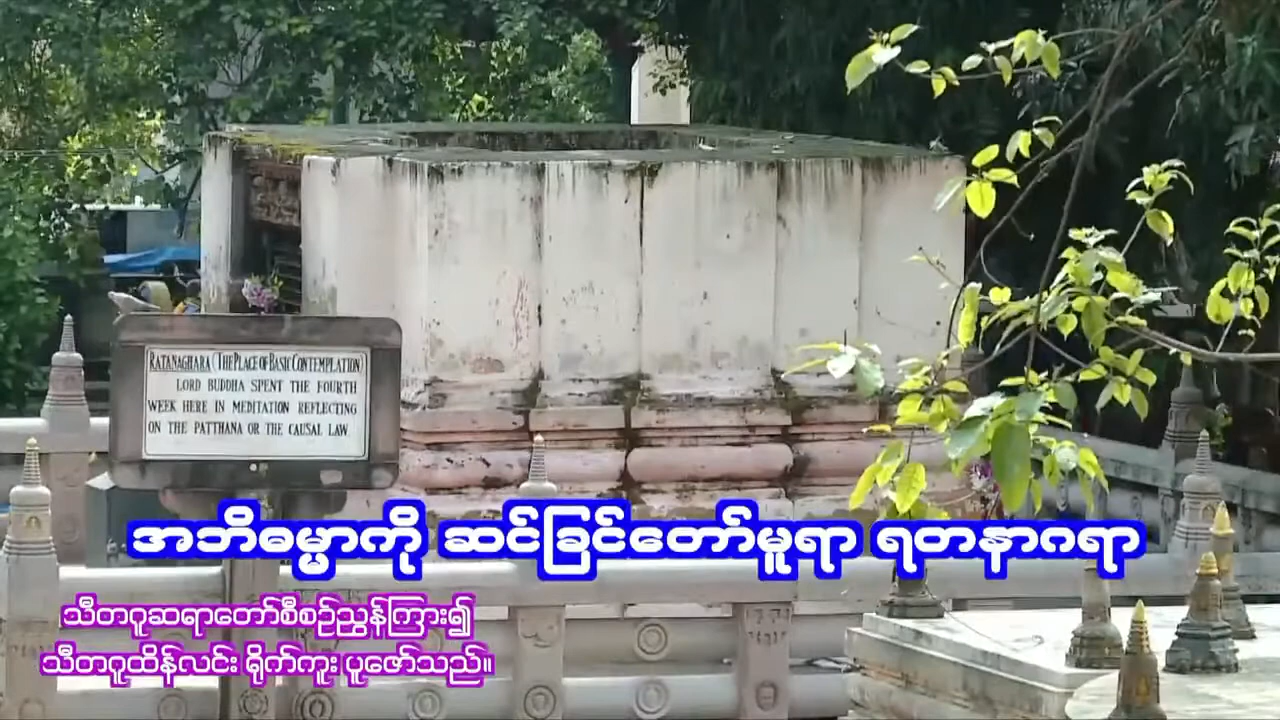 RATANAGHARA (THE PLACE OF BASIC CONTEMPLATION)
LORD BUDDHA SPENT THE FOURTH
WEEK HERE IN MEDITATION REFLECTING
ON THE PATTHANA OR THE CAUSAL LAW.
အဘိဓမ္မာကို ဆင်ခြင်တော်မူရာ ရတနာဂရာ
သီတဂူဆရာတော်စီစဉ်ညွှန်ကြား၍
သီတဂူထိန်လင်း ရိုက်ကူး ပူဇော်သည်။